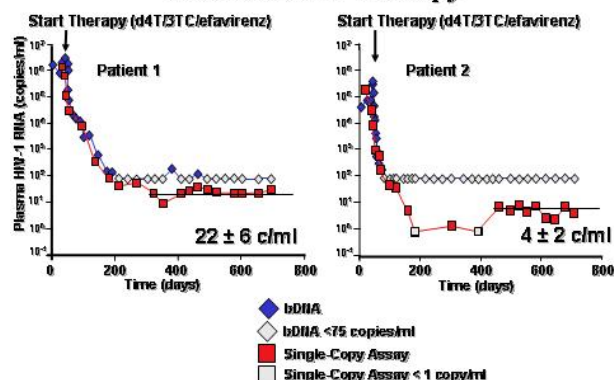 Start Therapy (d4T/3TC/efavirenz)
Start Therapy (d4T/3TC/efavirenz)
Plasma HIV-1 RNA (copies/ml)
Patient 1
Patient 2
22 ± 6 c/ml
4 ± 2 c/ml
0
200
400
600
800
0
200
400
600
800
Time (days)
Time (days)
bDNA
bDNA <75 copies/ml
Single-Copy Assay
Single-Copy Assay < 1 copy/ml